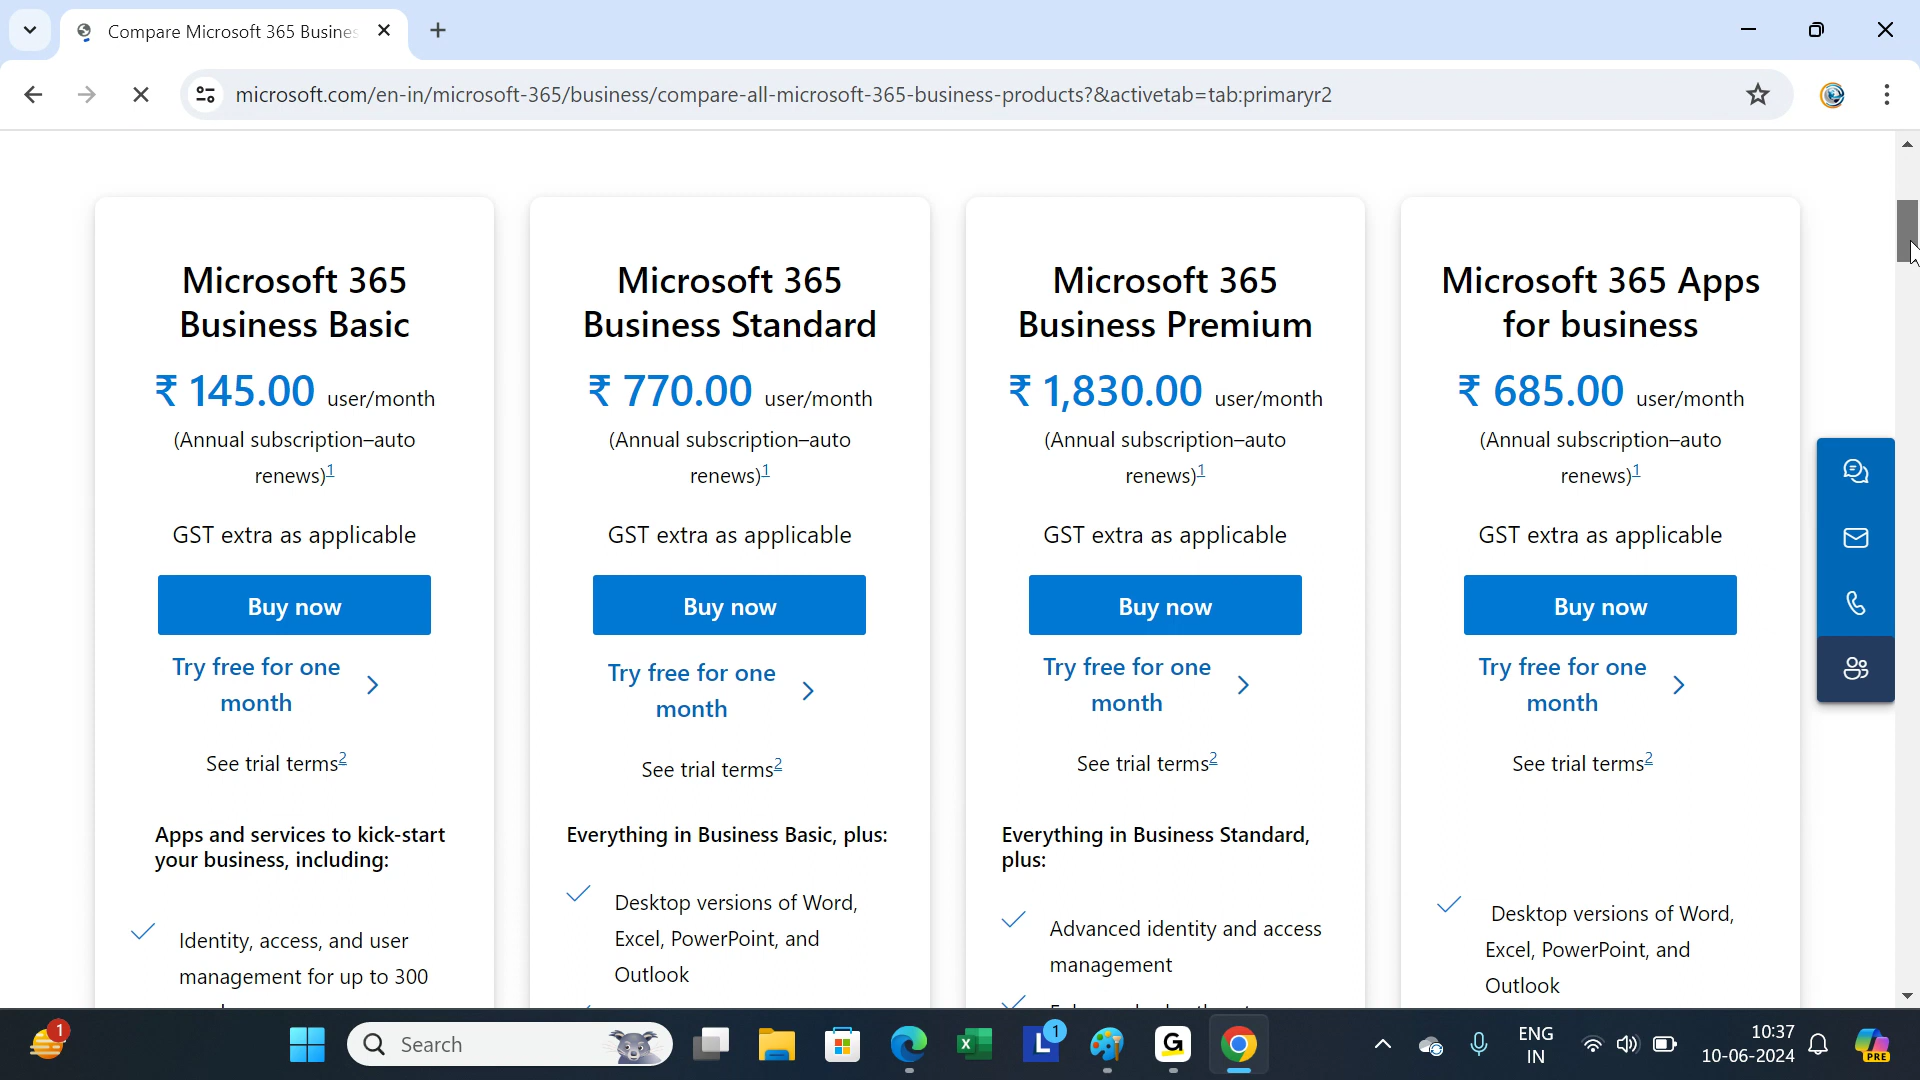 Compare Microsoft 365 Busines
microsoft.com/en-in/microsoft-365/business/compare-all-microsoft-365-business-products?&activetab=tab:primaryr2
Microsoft 365
Business Basic
₹ 145.00 user/month
(Annual subscription–auto
renews)1
GST extra as applicable
Buy now
Try free for one
month
See trial terms2
Apps and services to kick-start
your business, including:
Identity, access, and user
management for up to 300
Microsoft 365
Business Standard
₹ 770.00 user/month
(Annual subscription–auto
renews)1
GST extra as applicable
Buy now
Try free for one
month
See trial terms2
Everything in Business Basic, plus:
Desktop versions of Word,
Excel, PowerPoint, and
Outlook
Microsoft 365
Business Premium
₹ 1,830.00 user/month
(Annual subscription–auto
renews)1
GST extra as applicable
Buy now
Try free for one
month
See trial terms2
Everything in Business Standard,
plus:
Advanced identity and access
management
Microsoft 365 Apps
for business
₹ 685.00 user/month
(Annual subscription–auto
renews)1
GST extra as applicable
Buy now
Try free for one
month
See trial terms2
Desktop versions of Word,
Excel, PowerPoint, and
Outlook
1
Search
X
L
1
G
ENG
IN
10:37
10-06-2024
PRE